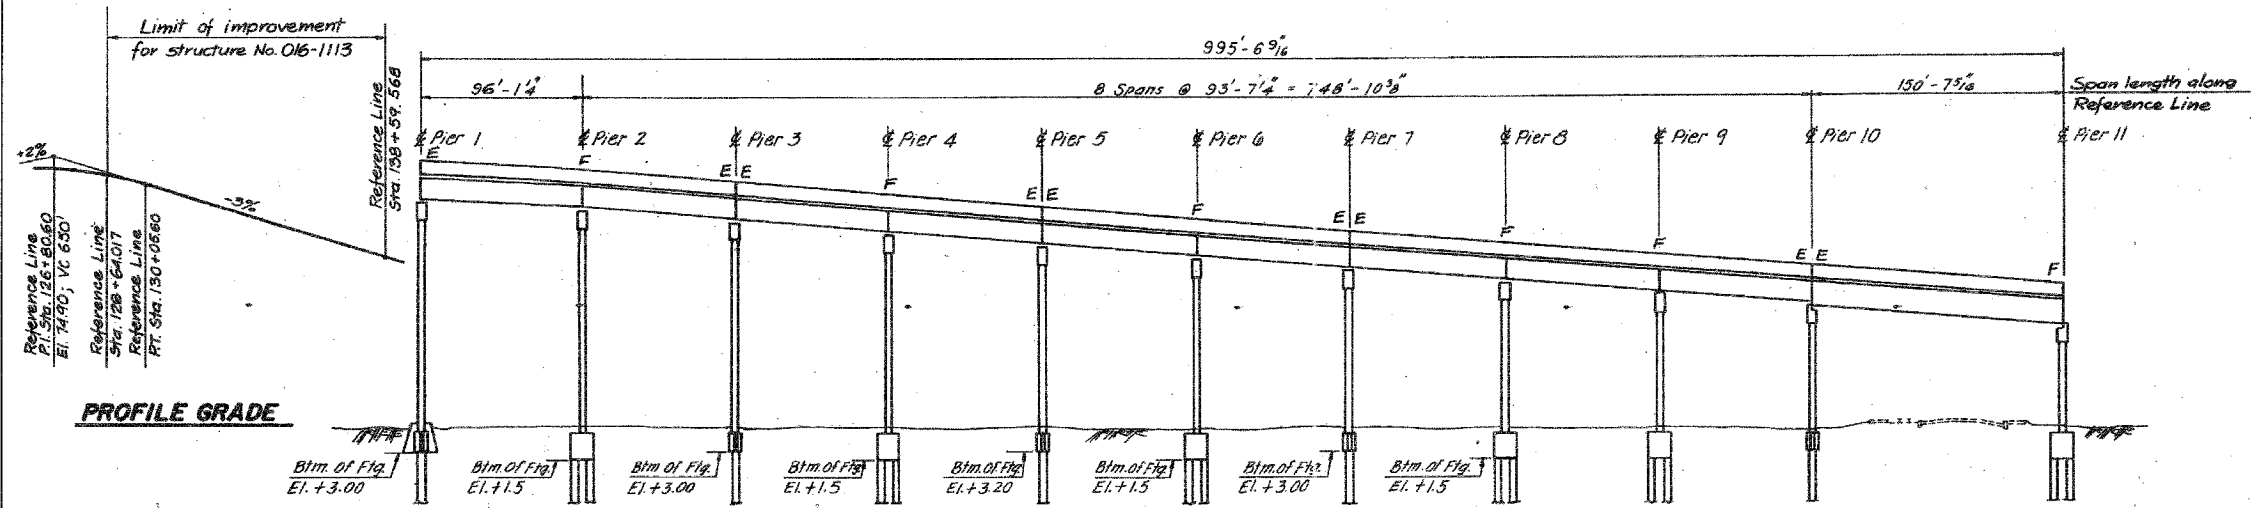 Limit of improvement
for structure No. 016-1113
995'-6 9/16"
96'-1¼"
8 Spans @ 93'-7¼" = 748'-10⅜"
150'-7 5/16"
Span length along
Reference Line
Reference Line
Sta. 138+59.568
℄ Pier 1
℄ Pier 2
℄ Pier 3
℄ Pier 4
℄ Pier 5
℄ Pier 6
℄ Pier 7
℄ Pier 8
℄ Pier 9
℄ Pier 10
℄ Pier 11
+2%
-3%
E
F
E E
F
E E
F
E E
F
F
E E
F
Reference Line
P.I. Sta. 126+80.60
El. 74.90; VC 650'
Reference Line
Sta. 128+64.017
Reference Line
P.T. Sta. 130+05.60
PROFILE GRADE
Btm. of Ftg.
El. +3.00
Btm. of Ftg.
El. +1.5
Btm. of Ftg.
El. +3.00
Btm. of Ftg.
El. +1.5
Btm. of Ftg.
El. +3.20
Btm. of Ftg.
El. +1.5
Btm. of Ftg.
El. +3.00
Btm. of Ftg.
El. +1.5